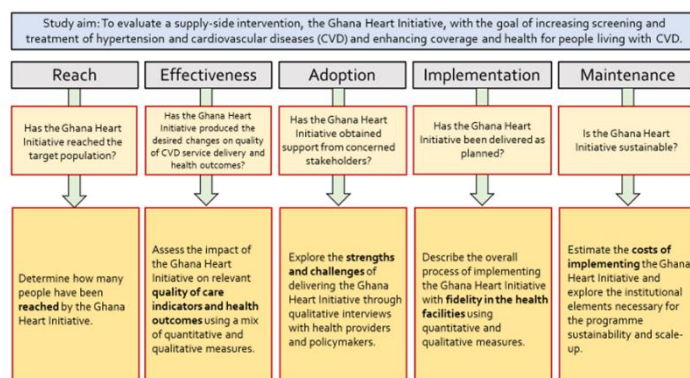 Study aim: To evaluate a supply-side intervention, the Ghana Heart Initiative, with the goal of increasing screening and
treatment of hypertension and cardiovascular diseases (CVD) and enhancing coverage and health for people living with CVD.
Reach
Effectiveness
Adoption
Implementation
Maintenance
Has the Ghana Heart
Initiative reached the
target population?
Has the Ghana Heart
Initiative produced the
desired changes on quality
of CVD service delivery and
health outcomes?
Has the Ghana Heart
Initiative obtained
support from concerned
stakeholders?
Has the Ghana Heart
Initiative been delivered as
planned?
Is the Ghana Heart
Initiative sustainable?
Determine how many
people have been
reached by the Ghana
Heart Initiative.
Assess the impact of
the Ghana Heart
Initiative on relevant
quality of care
indicators and health
outcomes using a mix
of quantitative and
qualitative measures.
Explore the strengths
and challenges of
delivering the Ghana
Heart Initiative through
qualitative interviews
with health providers
and policymakers.
Describe the overall
process of implementing
the Ghana Heart Initiative
with fidelity in the health
facilities using
quantitative and
qualitative measures.
Estimate the costs of
implementing the Ghana
Heart Initiative and
explore the institutional
elements necessary for
the programme
sustainability and scale-
up.